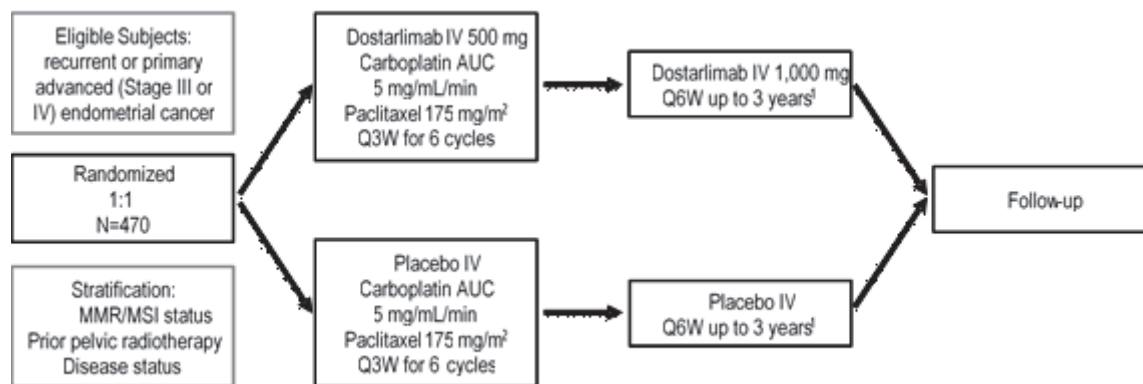 Eligible Subjects:
recurrent or primary
advanced (Stage III or
IV) endometrial cancer
Randomized
1:1
N=470
Stratification:
MMR/MSI status
Prior pelvic radiotherapy
Disease status
Dostarlimab IV 500 mg
Carboplatin AUC
5 mg/mL/min
Paclitaxel 175 mg/m²
Q3W for 6 cycles
Placebo IV
Carboplatin AUC
5 mg/mL/min
Paclitaxel 175 mg/m²
Q3W for 6 cycles
Dostarlimab IV 1,000 mg
Q6W up to 3 years¹
Placebo IV
Q6W up to 3 years¹
Follow-up